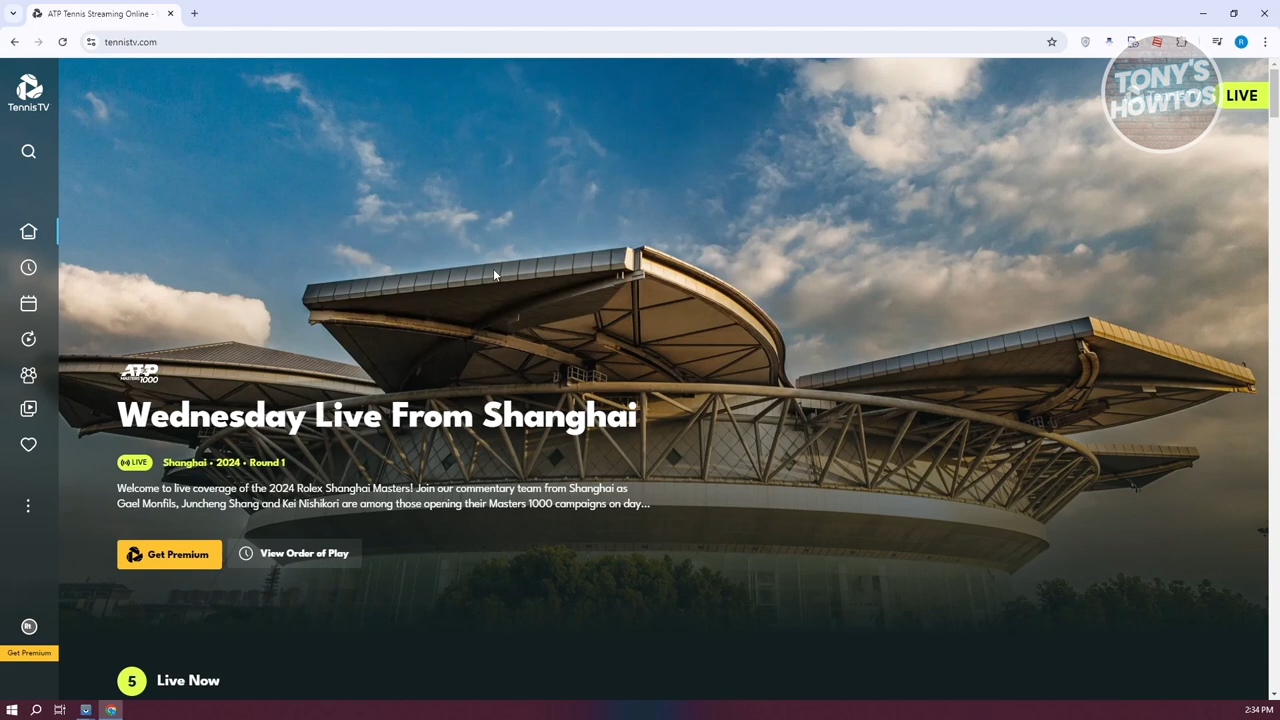 ATP Tennis Streaming Online -
tennistv.com
R
TONY'S
HOWTOS
LIVE
TennisTV
ATP
MASTERS 1000
Wednesday Live From Shanghai
LIVE Shanghai • 2024 • Round 1
Welcome to live coverage of the 2024 Rolex Shanghai Masters! Join our commentary team from Shanghai as
Gael Monfils, Juncheng Shang and Kei Nishikori are among those opening their Masters 1000 campaigns on day...
Get Premium
View Order of Play
Get Premium
5 Live Now
2:34 PM